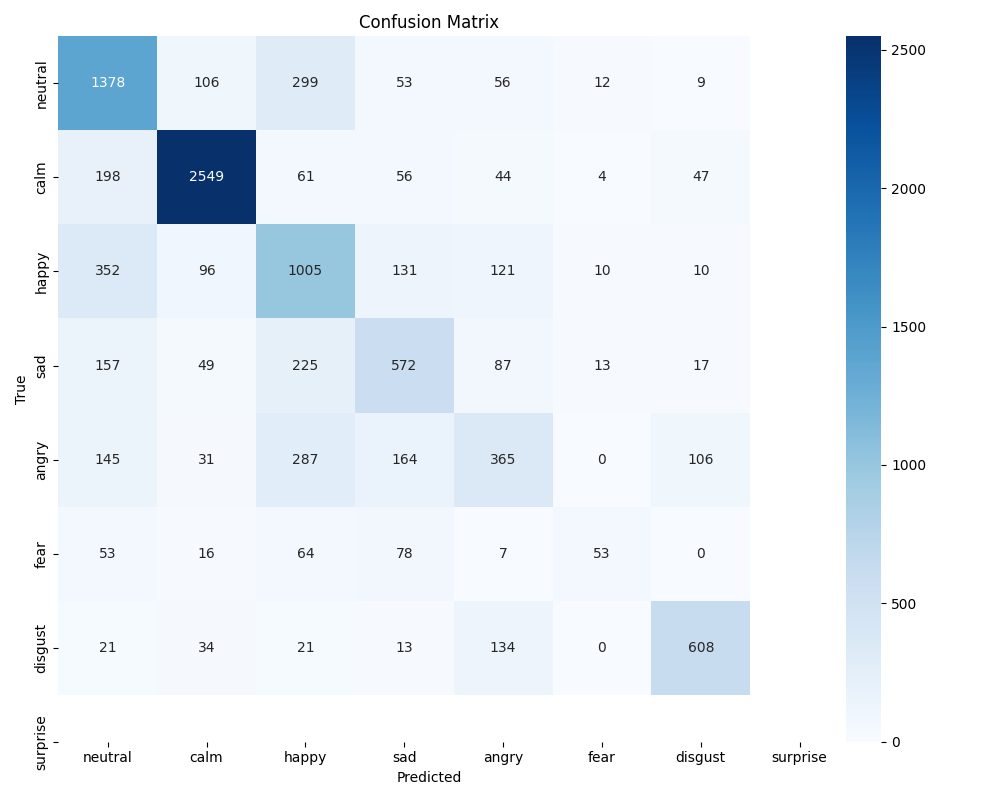 Confusion Matrix
neutral 1378 106 299 53 56 12 9
calm 198 2549 61 56 44 4 47
happy 352 96 1005 131 121 10 10
sad 157 49 225 572 87 13 17
angry 145 31 287 164 365 0 106
fear 53 16 64 78 7 53 0
disgust 21 34 21 13 134 0 608
surprise
True
neutral calm happy sad angry fear disgust surprise
Predicted
2500
2000
1500
1000
500
0